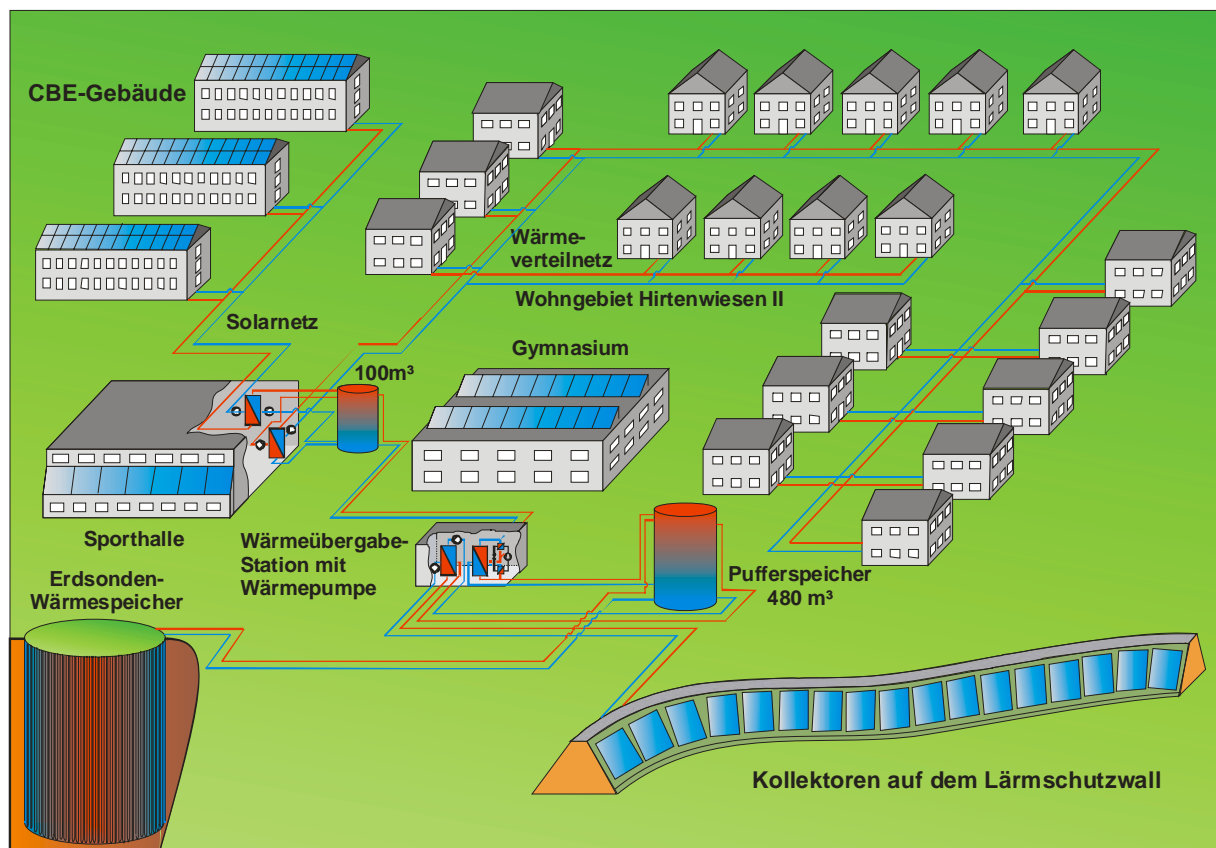 CBE-Gebäude
Wärme-
verteilnetz
Wohngebiet Hirtenwiesen II
Solarnetz
Gymnasium
100m³
Sporthalle
Wärmeübergabe-
Station mit
Wärmepumpe
Pufferspeicher
480 m³
Erdsonden-
Wärmespeicher
Kollektoren auf dem Lärmschutzwall